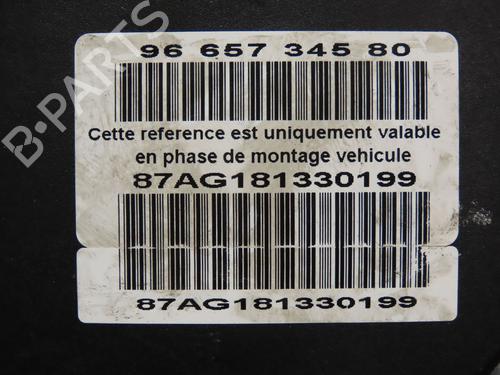 96 657 345 80
Cette reference est uniquement valable
en phase de montage vehicule
87AG181330199
87AG181330199
B-PARTS